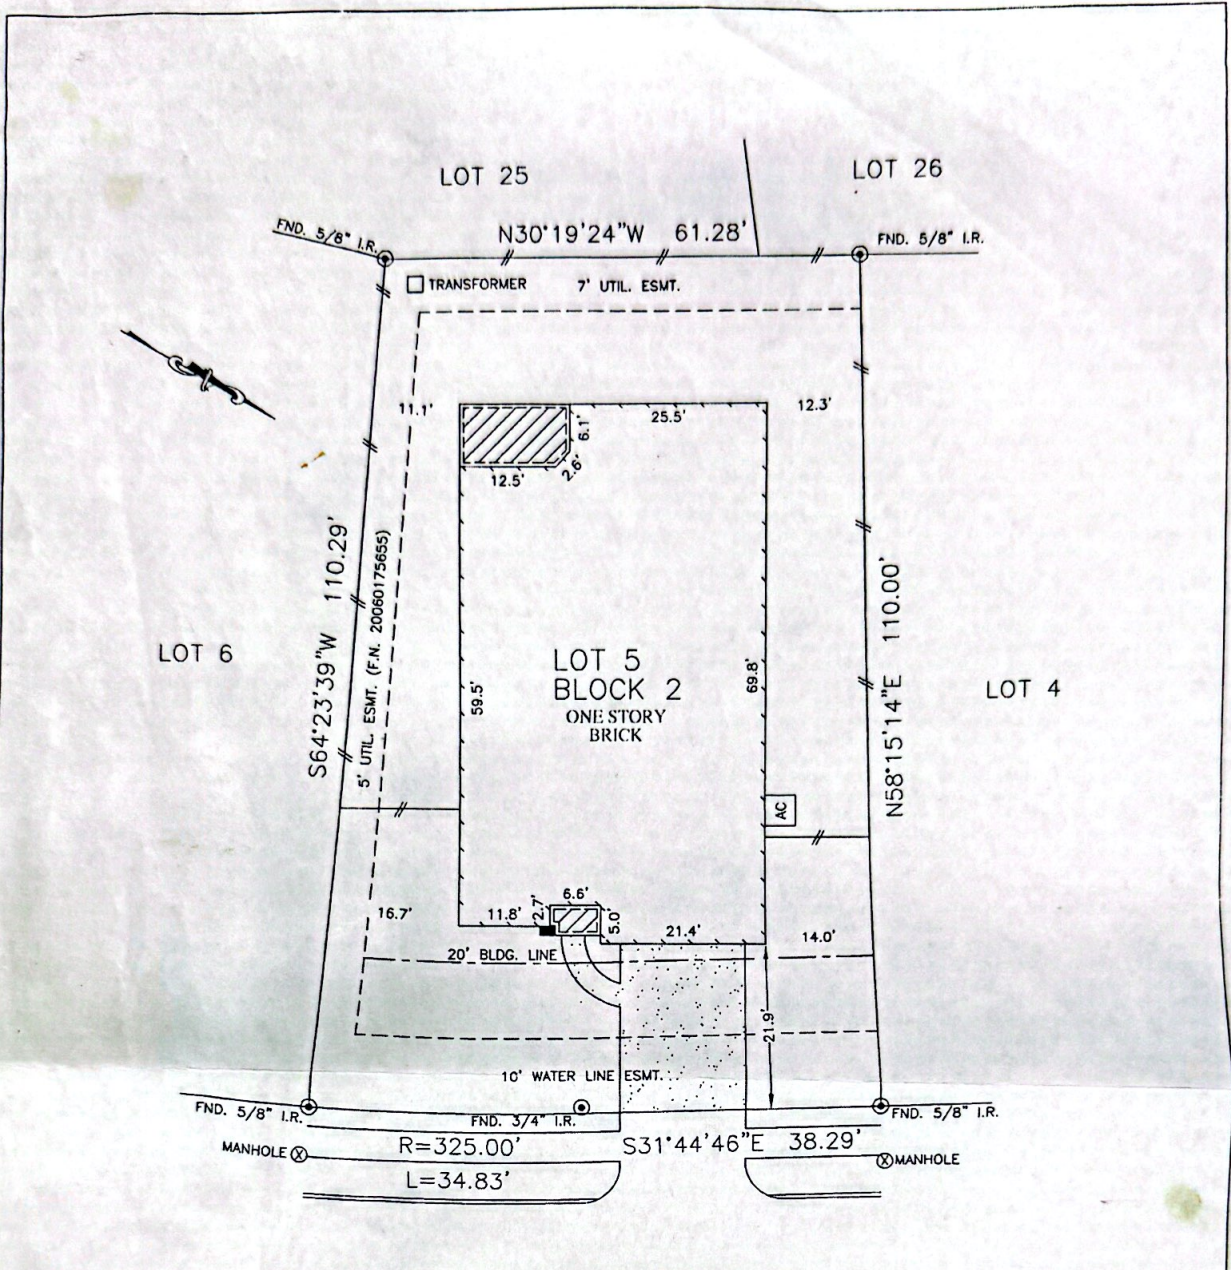 LOT 25
LOT 26
N30°19'24"W 61.28'
FND. 5/8" I.R.
FND. 5/8" I.R.
TRANSFORMER
7' UTIL. ESMT.
11.1'
25.5'
12.3'
6.1'
2.6'
12.5'
S64°23'39"W 110.29'
5' UTIL. ESMT. (F.N. 20060175655)
N58°15'14"E 110.00'
LOT 6
LOT 5
BLOCK 2
ONE STORY
BRICK
59.5'
69.8'
LOT 4
AC
6.6'
16.7'
11.8'
2.7'
5.0'
21.4'
14.0'
20' BLDG. LINE
21.9'
10' WATER LINE ESMT.
FND. 5/8" I.R.
FND. 3/4" I.R.
FND. 5/8" I.R.
MANHOLE
R=325.00'
S31°44'46"E 38.29'
MANHOLE
L=34.83'